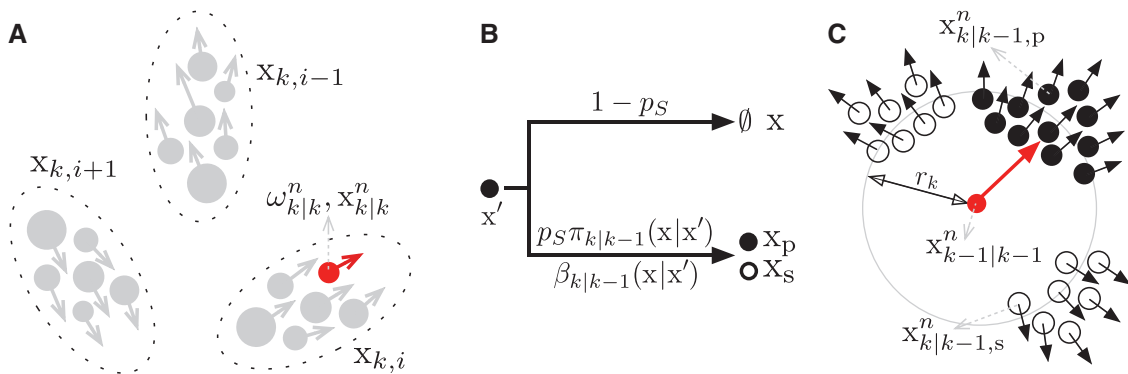 A
x_{k,i−1}
x_{k,i+1}
ω^n_{k|k}, x^n_{k|k}
x_{k,i}
B
1 − p_S
∅ x
x′
p_S π_{k|k−1}(x|x′)
x_p
β_{k|k−1}(x|x′)
x_s
C
x^n_{k|k−1,p}
r_k
x^n_{k−1|k−1}
x^n_{k|k−1,s}